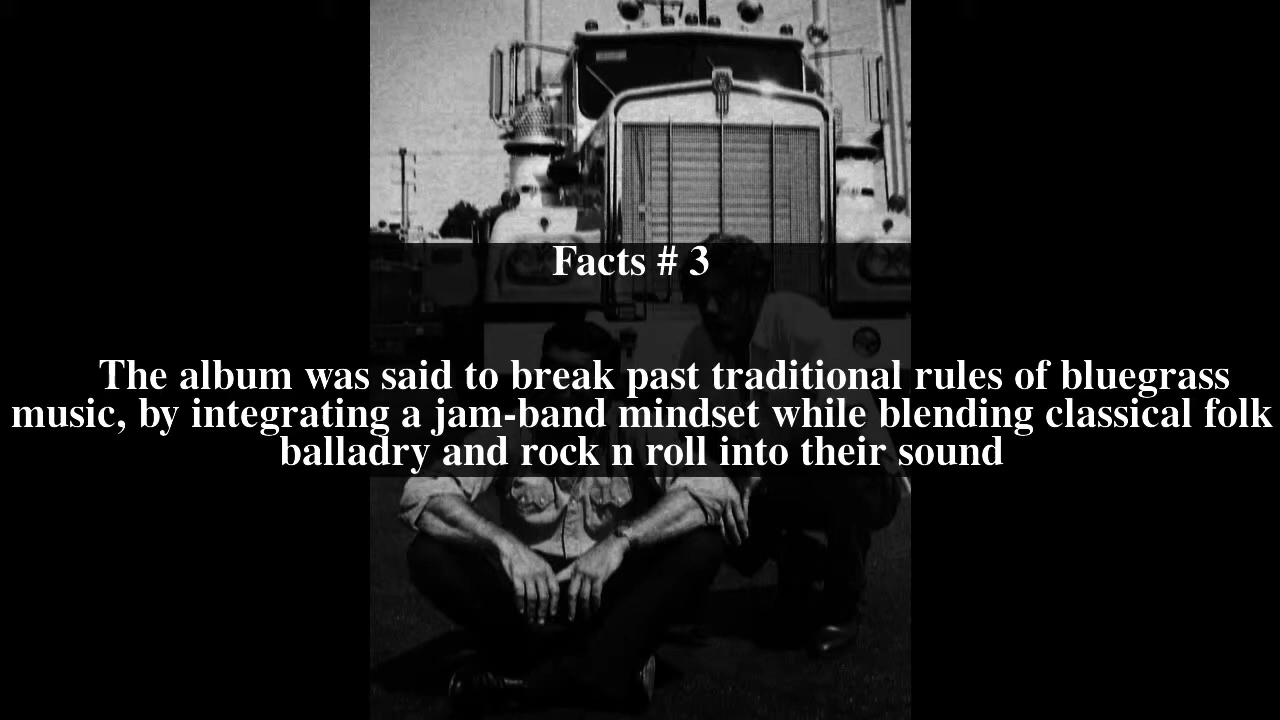 Facts # 3
The album was said to break past traditional rules of bluegrass
music, by integrating a jam-band mindset while blending classical folk
balladry and rock n roll into their sound